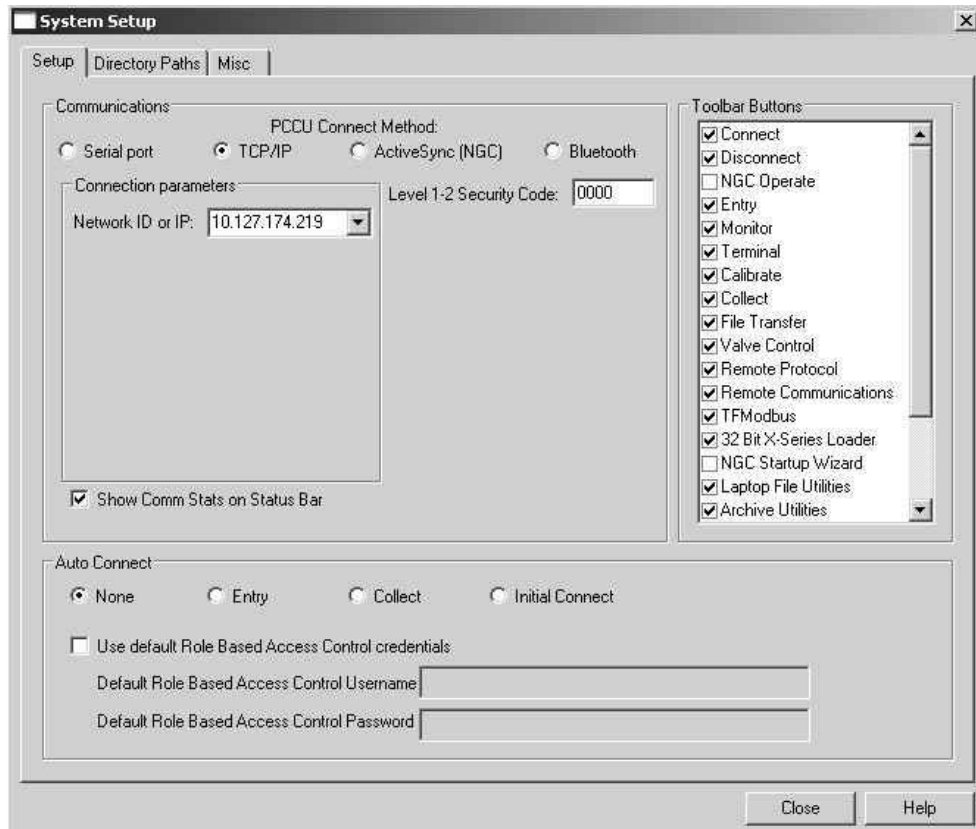 System Setup
Setup
Directory Paths
Misc
Communications
PCCU Connect Method:
Serial port
TCP/IP
ActiveSync (NGC)
Bluetooth
Connection parameters
Level 1-2 Security Code: 0000
Network ID or IP: 10.127.174.219
Show Comm Stats on Status Bar
Toolbar Buttons
Connect
Disconnect
NGC Operate
Entry
Monitor
Terminal
Calibrate
Collect
File Transfer
Valve Control
Remote Protocol
Remote Communications
TFModbus
32 Bit X-Series Loader
NGC Startup Wizard
Laptop File Utilities
Archive Utilities
Auto Connect
None
Entry
Collect
Initial Connect
Use default Role Based Access Control credentials
Default Role Based Access Control Username
Default Role Based Access Control Password
Close
Help